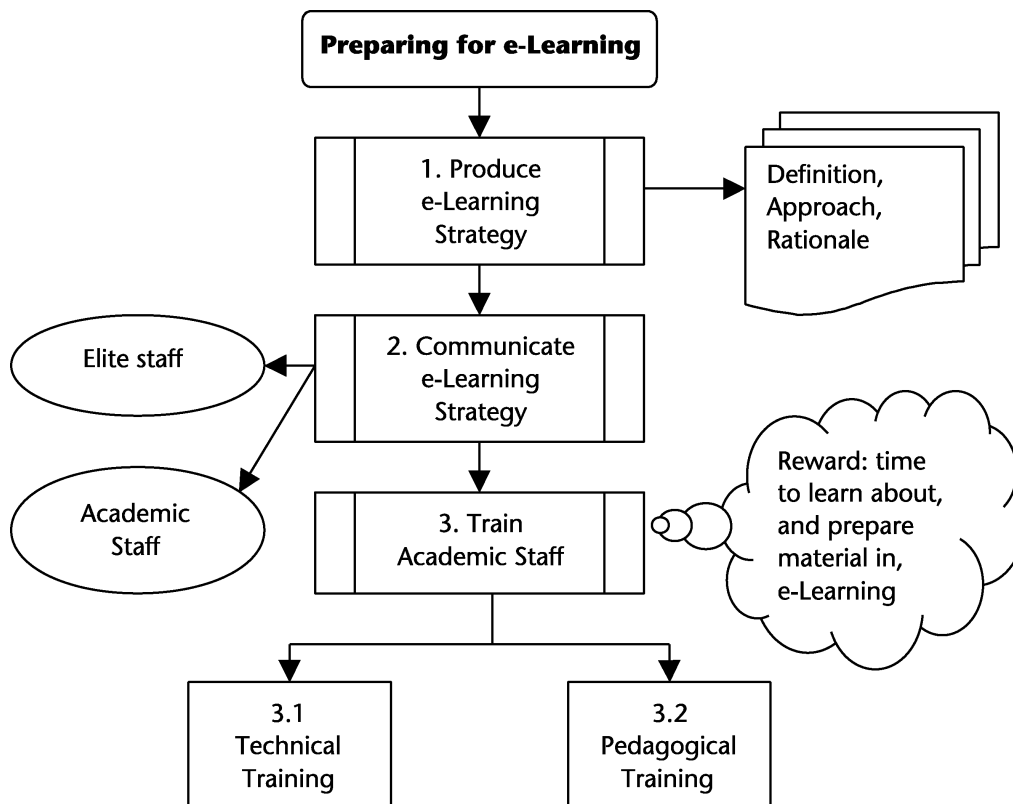 Preparing for e-Learning
1. Produce
e-Learning
Strategy
Definition,
Approach,
Rationale
2. Communicate
e-Learning
Strategy
Elite staff
Academic
Staff
3. Train
Academic Staff
Reward: time
to learn about,
and prepare
material in,
e-Learning
3.1
Technical
Training
3.2
Pedagogical
Training